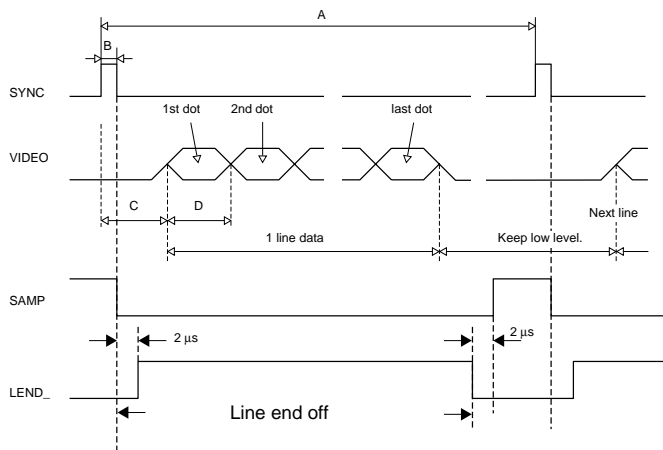 A
B
SYNC
1st dot
2nd dot
last dot
VIDEO
C
D
Next line
1 line data
Keep low level.
SAMP
2 μs
2 μs
LEND_
Line end off